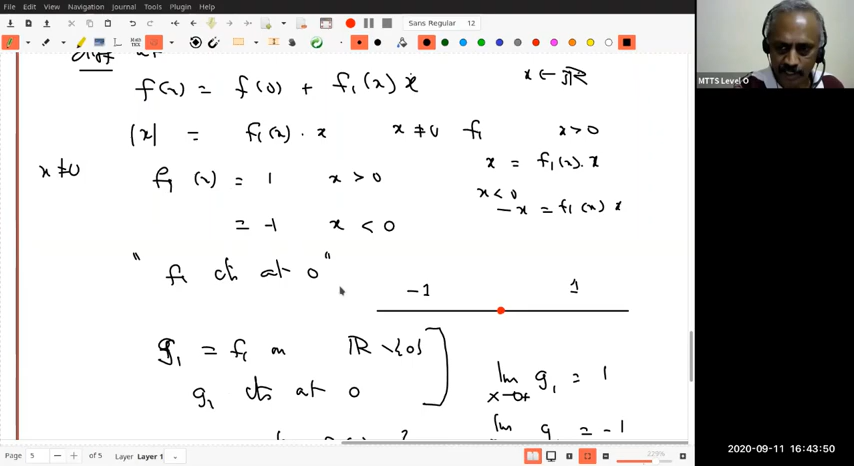 File Edit View Navigation Journal Tools Plugin Help
Sans Regular 12
diff at
f(x) = f(0) + f₁(x) x
x ∈ ℝ
|x| = f₁(x) . x x ≠ 0 f₁ x > 0
x = f₁(x). x
x ≠ 0
f₁ (x) = 1 x > 0
x < 0
- x = f₁(x) x
= -1 x < 0
" f₁ cts at 0 "
-1 1
g₁ = f₁ on ℝ \ {0}
lim g₁ = 1
x→0+
g₁ cts at 0
lim g₁ = -1
?
Page 5 of 5 Layer Layer 1 229%
MTTS Level O
2020-09-11 16:43:50